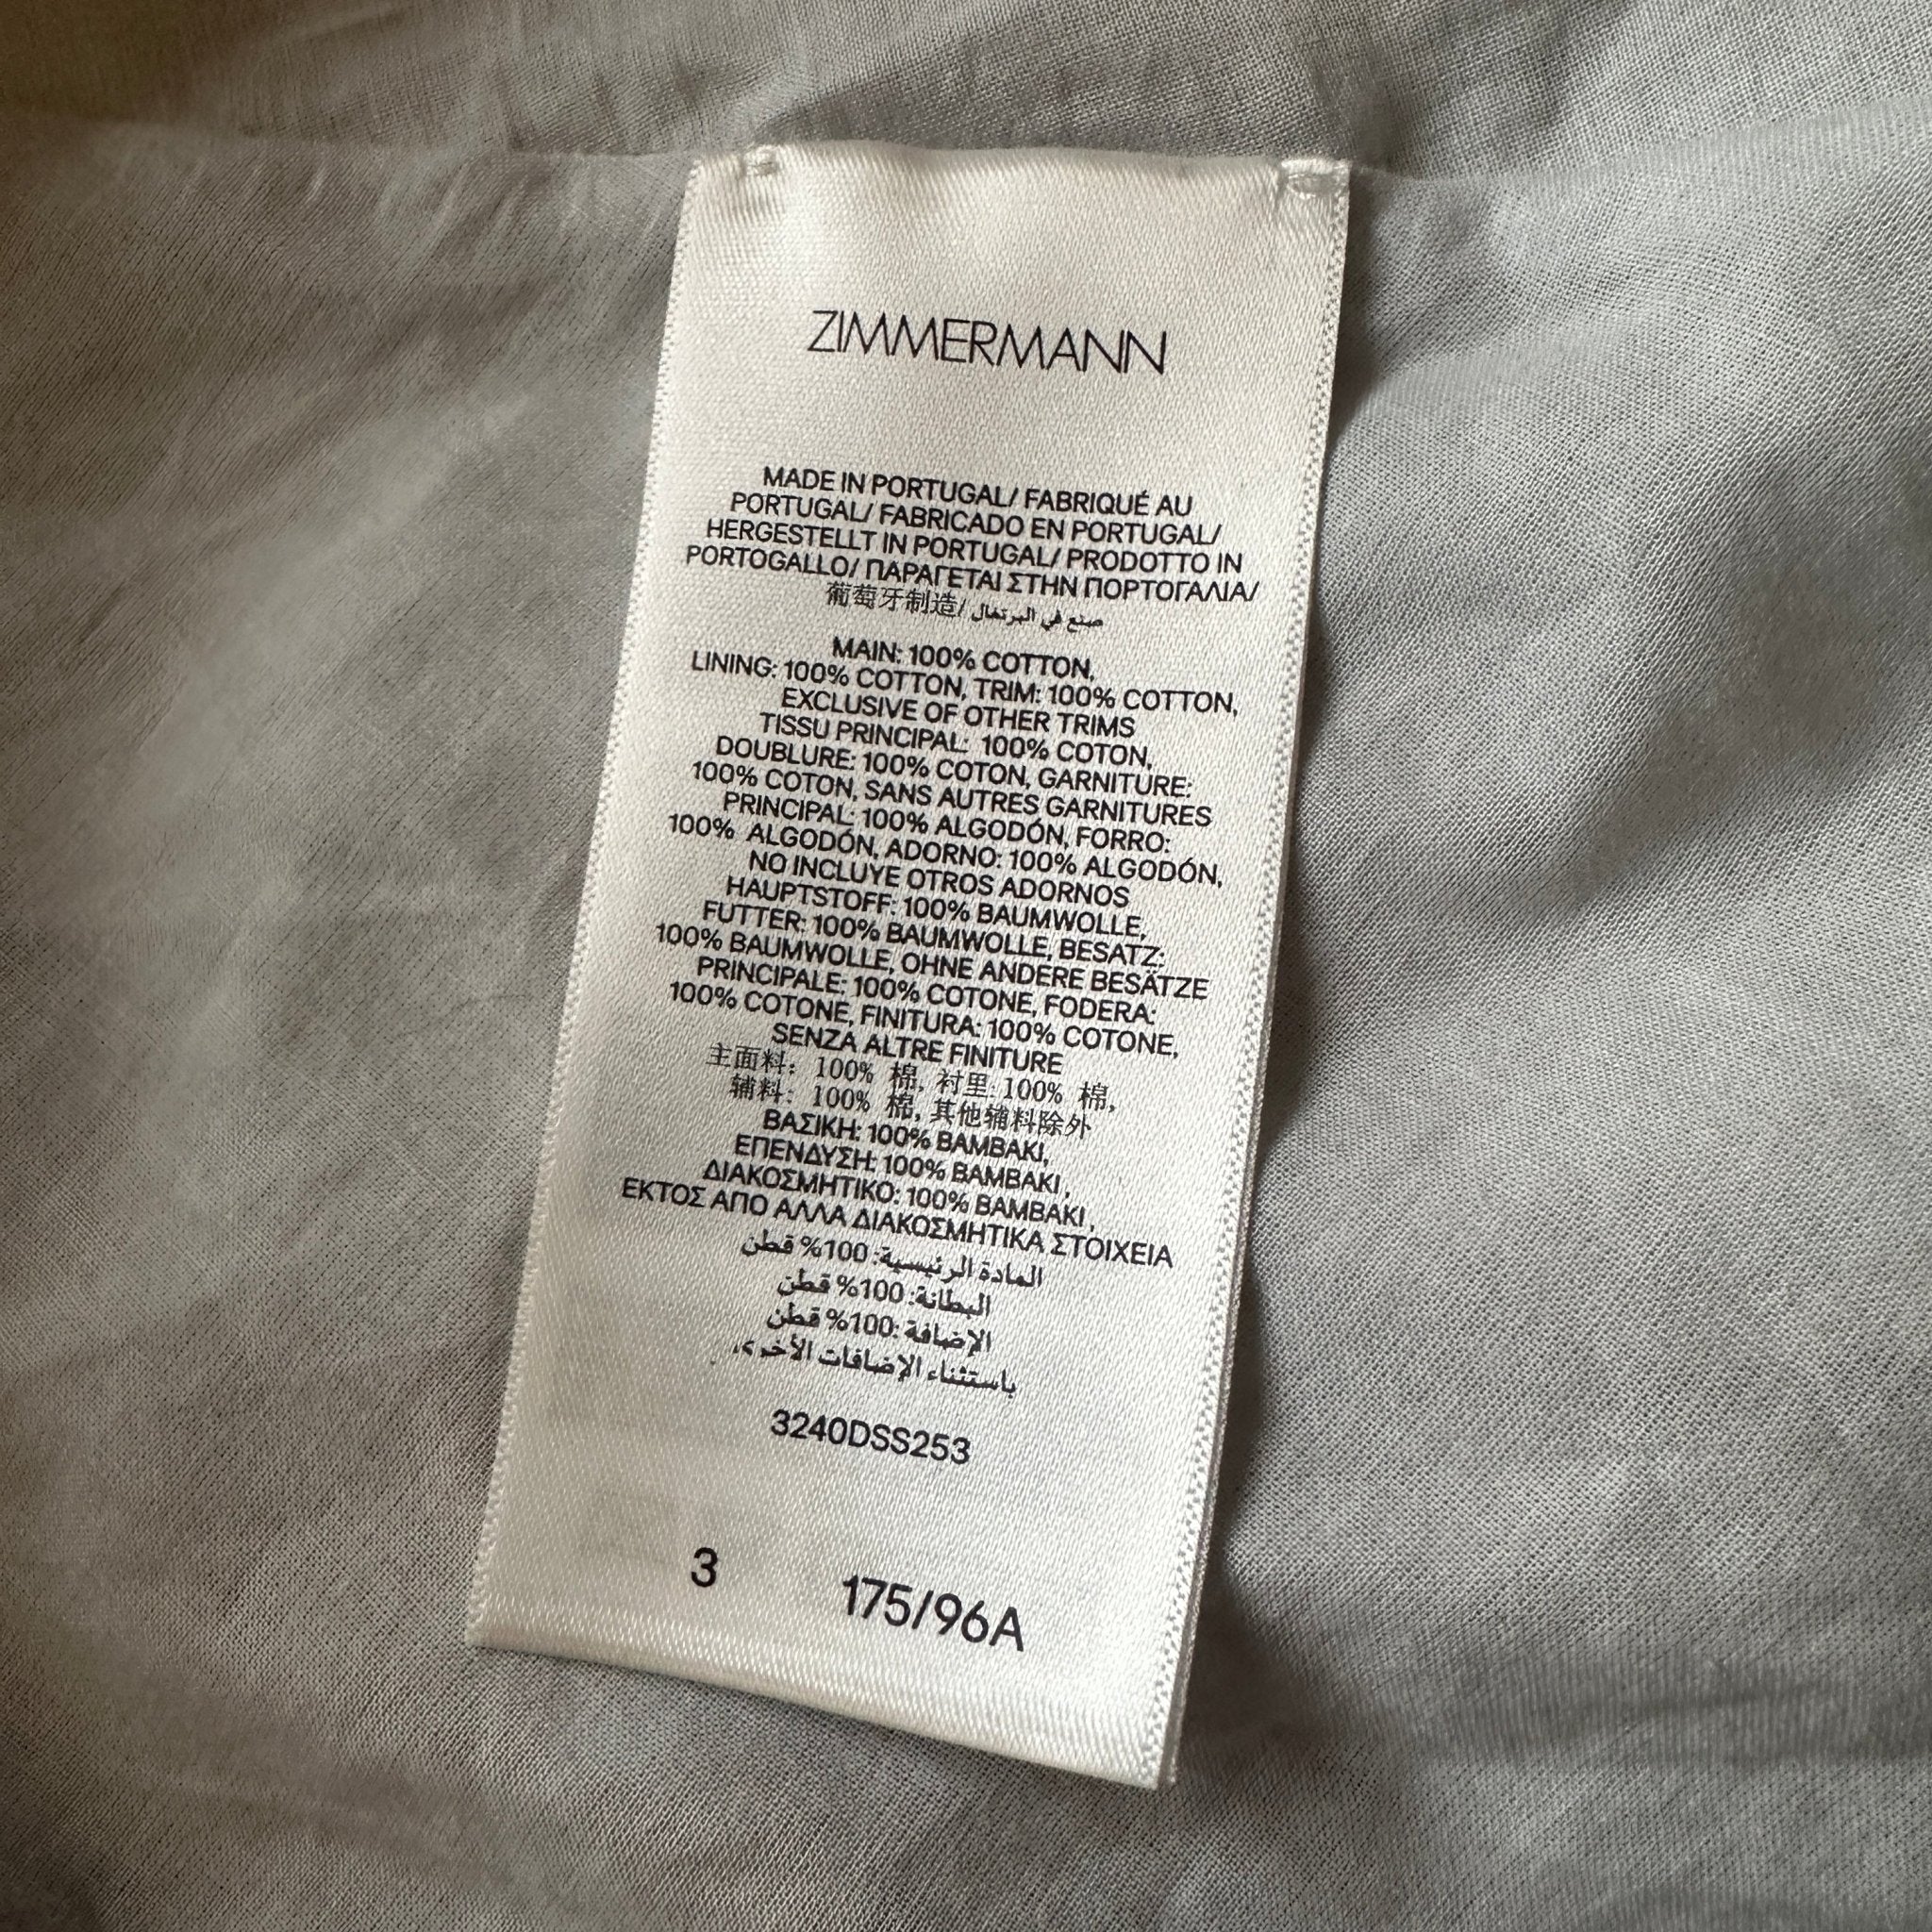 ZIMMERMANN
MADE IN PORTUGAL/ FABRIQUÉ AU
PORTUGAL/ FABRICADO EN PORTUGAL/
HERGESTELLT IN PORTUGAL/ PRODOTTO IN
PORTOGALLO/ ΠΑΡΑΓΕΤΑΙ ΣΤΗΝ ΠΟΡΤΟΓΑΛΙΑ/
葡萄牙制造/ صنع في البرتغال
MAIN: 100% COTTON,
LINING: 100% COTTON, TRIM: 100% COTTON,
EXCLUSIVE OF OTHER TRIMS
TISSU PRINCIPAL: 100% COTON,
DOUBLURE: 100% COTON, GARNITURE:
100% COTON, SANS AUTRES GARNITURES
PRINCIPAL: 100% ALGODÓN, FORRO:
100% ALGODÓN, ADORNO: 100% ALGODÓN,
NO INCLUYE OTROS ADORNOS
HAUPTSTOFF: 100% BAUMWOLLE,
FUTTER: 100% BAUMWOLLE, BESATZ:
100% BAUMWOLLE, OHNE ANDERE BESÄTZE
PRINCIPALE: 100% COTONE, FODERA:
100% COTONE, FINITURA: 100% COTONE,
SENZA ALTRE FINITURE
主面料: 100% 棉, 衬里: 100% 棉,
辅料: 100% 棉, 其他辅料除外
ΒΑΣΙΚΗ: 100% ΒΑΜΒΑΚΙ,
ΕΠΕΝΔΥΣΗ: 100% ΒΑΜΒΑΚΙ,
ΔΙΑΚΟΣΜΗΤΙΚΟ: 100% ΒΑΜΒΑΚΙ,
ΕΚΤΟΣ ΑΠΟ ΑΛΛΑ ΔΙΑΚΟΣΜΗΤΙΚΑ ΣΤΟΙΧΕΙΑ
المادة الرئيسية: 100% قطن
البطانة: 100% قطن
الإضافة: 100% قطن
باستثناء الإضافات الأخرى.
3240DSS253
3 175/96A